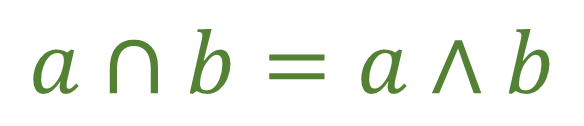 a ∩ b = a ∧ b